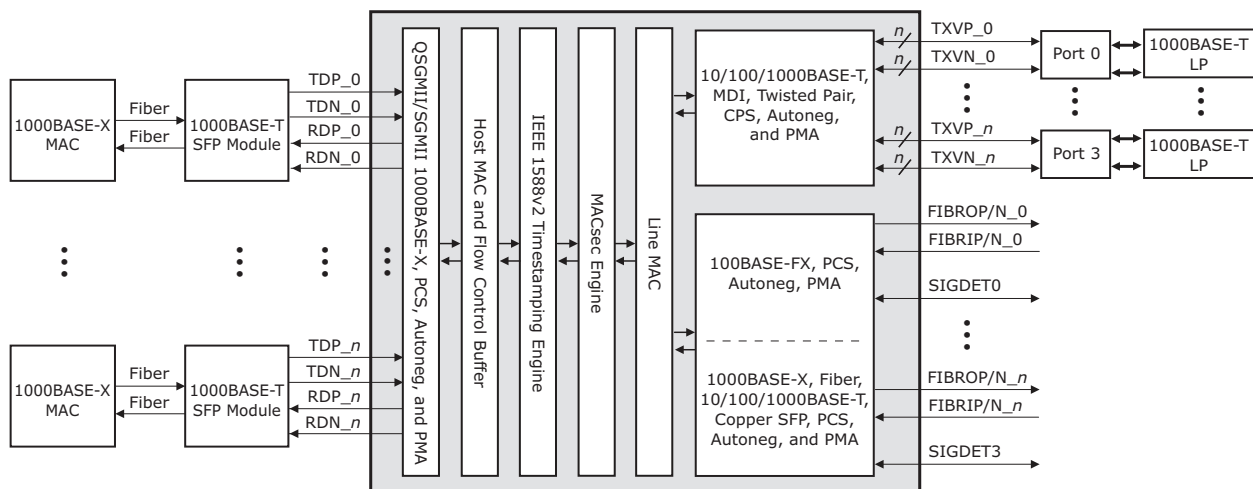 1000BASE-X
MAC
Fiber
Fiber
1000BASE-T
SFP Module
TDP_0
TDN_0
RDP_0
RDN_0
1000BASE-X
MAC
Fiber
Fiber
1000BASE-T
SFP Module
TDP_n
TDN_n
RDP_n
RDN_n
QSGMII/SGMII 1000BASE-X, PCS, Autoneg, and PMA
Host MAC and Flow Control Buffer
IEEE 1588v2 Timestamping Engine
MACsec Engine
Line MAC
10/100/1000BASE-T,
MDI, Twisted Pair,
CPS, Autoneg,
and PMA
n
TXVP_0
n
TXVN_0
n
TXVP_n
n
TXVN_n
Port 0
1000BASE-T
LP
Port 3
1000BASE-T
LP
100BASE-FX, PCS,
Autoneg, PMA
1000BASE-X, Fiber,
10/100/1000BASE-T,
Copper SFP, PCS,
Autoneg, and PMA
FIBROP/N_0
FIBRIP/N_0
SIGDET0
FIBROP/N_n
FIBRIP/N_n
SIGDET3